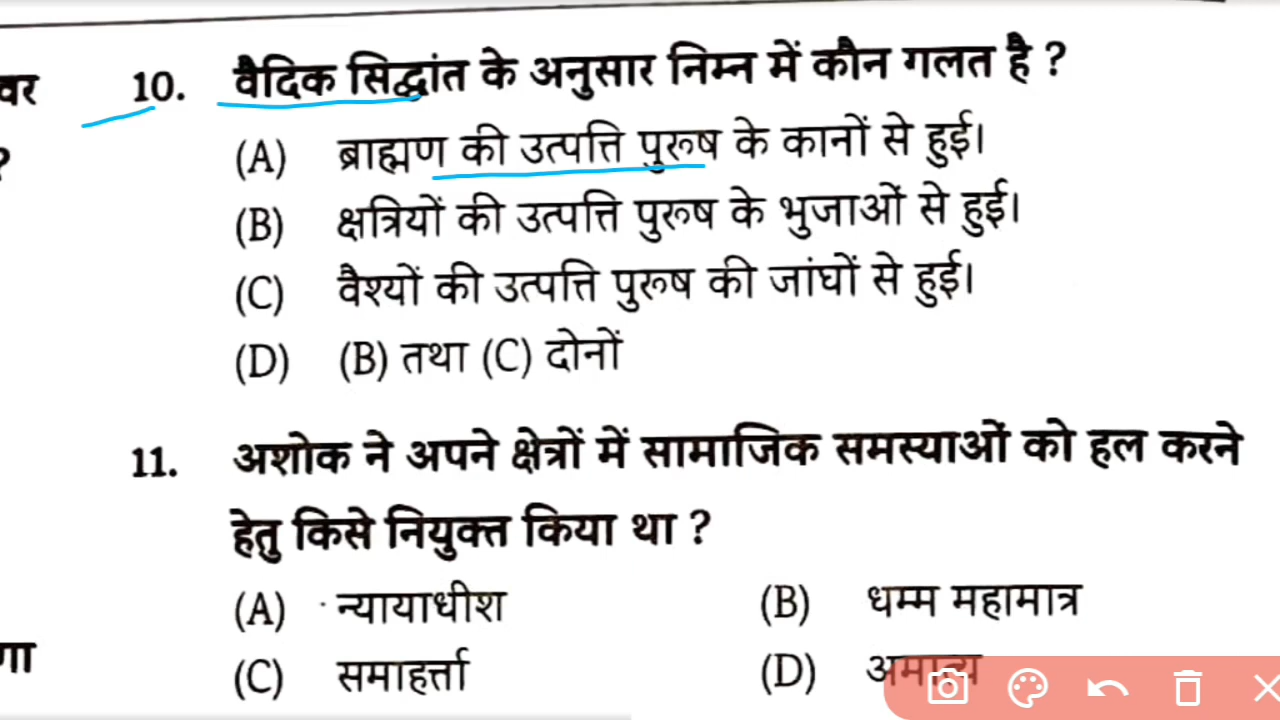 वर
10. वैदिक सिद्धांत के अनुसार निम्न में कौन गलत है ?
?
(A) ब्राह्मण की उत्पत्ति पुरुष के कानों से हुई।
(B) क्षत्रियों की उत्पत्ति पुरुष के भुजाओं से हुई।
(C) वैश्यों की उत्पत्ति पुरुष की जांघों से हुई।
(D) (B) तथा (C) दोनों
11. अशोक ने अपने क्षेत्रों में सामाजिक समस्याओं को हल करने
हेतु किसे नियुक्त किया था ?
(A) न्यायाधीश (B) धम्म महामात्र
गा
(C) समाहर्त्ता (D) अमात्य